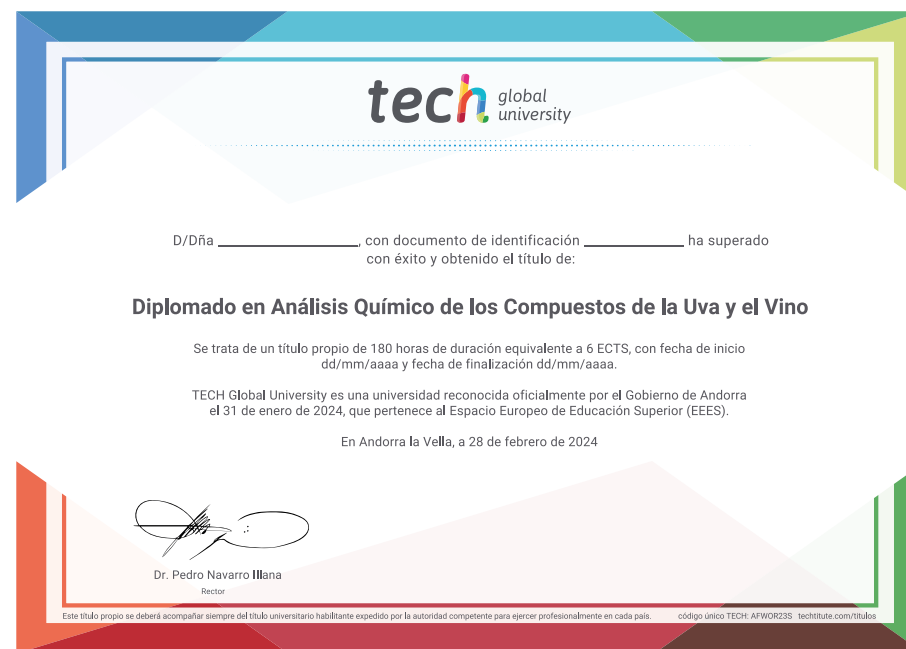 tech global
university
D/Dña ____________________, con documento de identificación ______________ ha superado
con éxito y obtenido el título de:
Diplomado en Análisis Químico de los Compuestos de la Uva y el Vino
Se trata de un título propio de 180 horas de duración equivalente a 6 ECTS, con fecha de inicio
dd/mm/aaaa y fecha de finalización dd/mm/aaaa.
TECH Global University es una universidad reconocida oficialmente por el Gobierno de Andorra
el 31 de enero de 2024, que pertenece al Espacio Europeo de Educación Superior (EEES).
En Andorra la Vella, a 28 de febrero de 2024
Dr. Pedro Navarro Illana
Rector
Este título propio se deberá acompañar siempre del título universitario habilitante expedido por la autoridad competente para ejercer profesionalmente en cada país. código único TECH: AFWOR23S techtitute.com/titulos